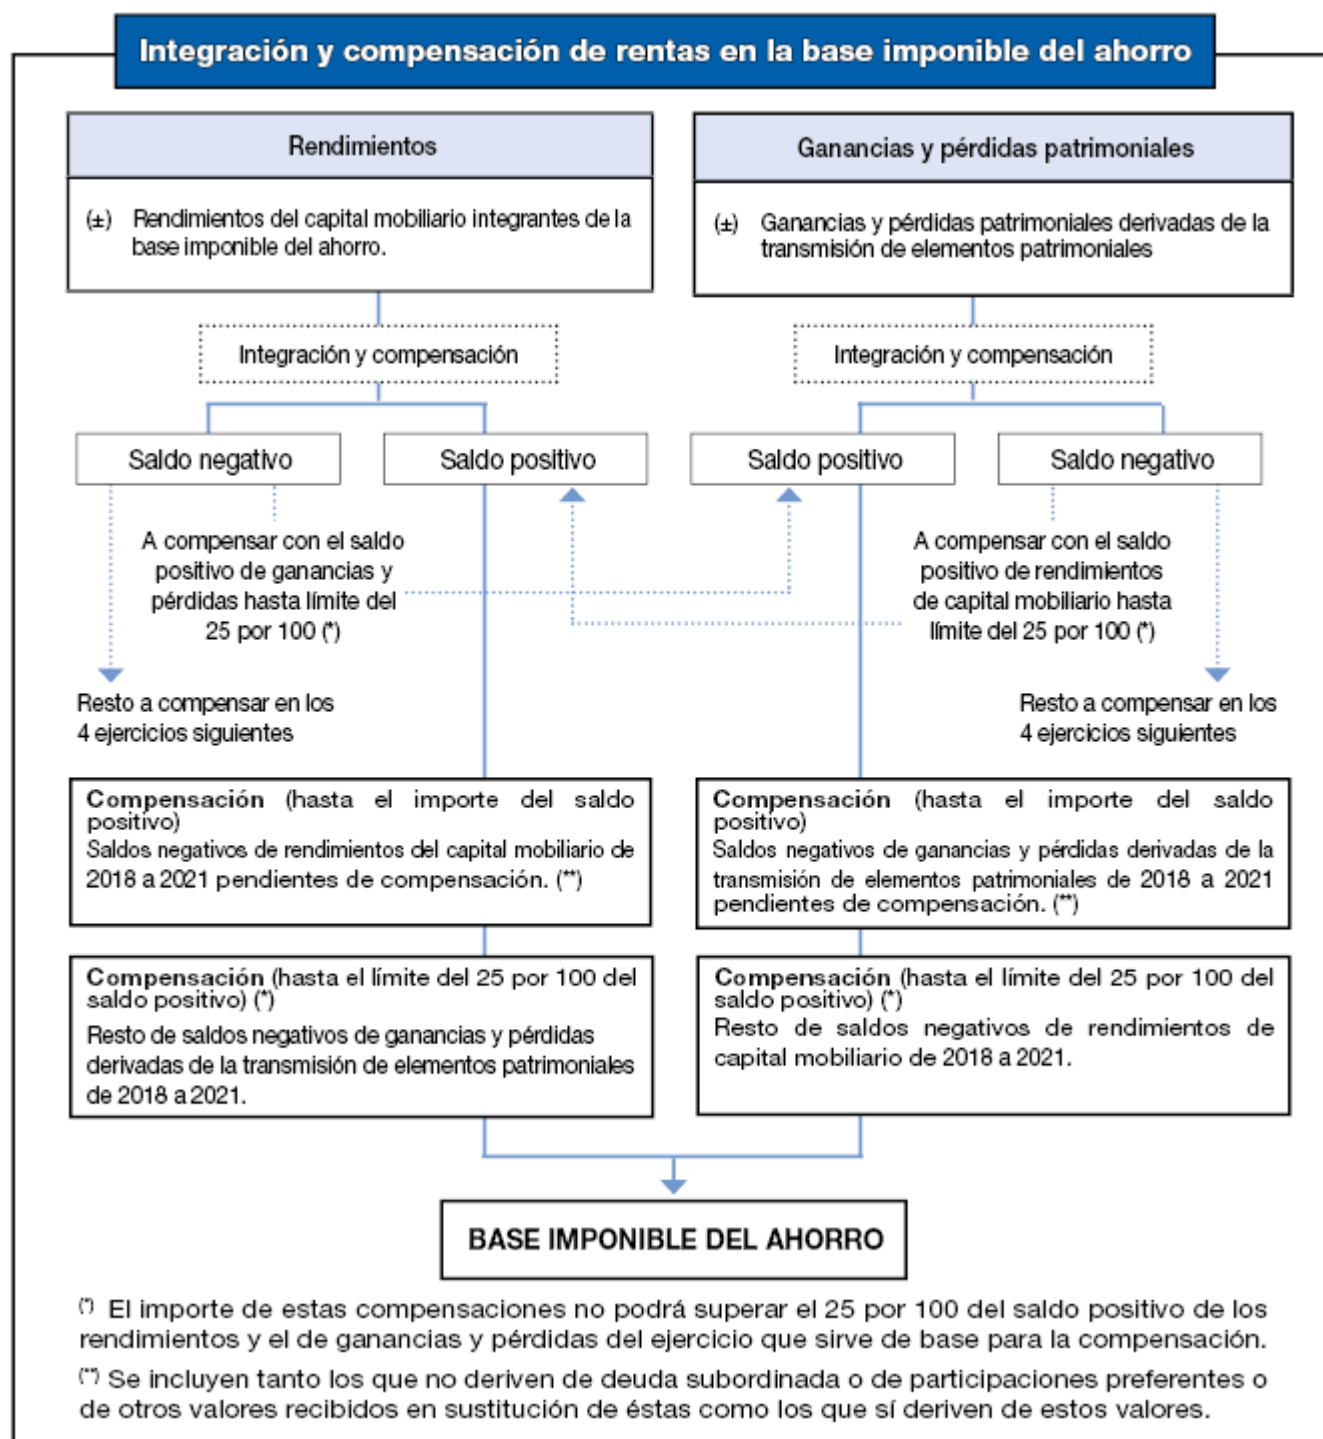 Integración y compensación de rentas en la base imponible del ahorro
Rendimientos
(±) Rendimientos del capital mobiliario integrantes de la
base imponible del ahorro.
Ganancias y pérdidas patrimoniales
(±) Ganancias y pérdidas patrimoniales derivadas de la
transmisión de elementos patrimoniales
Integración y compensación
Integración y compensación
Saldo negativo
Saldo positivo
Saldo positivo
Saldo negativo
A compensar con el saldo
positivo de ganancias y
pérdidas hasta límite del
25 por 100 (*)
A compensar con el saldo
positivo de rendimientos
de capital mobiliario hasta
límite del 25 por 100 (*)
Resto a compensar en los
4 ejercicios siguientes
Resto a compensar en los
4 ejercicios siguientes
Compensación (hasta el importe del saldo
positivo)
Saldos negativos de rendimientos del capital mobiliario de
2018 a 2021 pendientes de compensación. (**)
Compensación (hasta el importe del saldo
positivo)
Saldos negativos de ganancias y pérdidas derivadas de la
transmisión de elementos patrimoniales de 2018 a 2021
pendientes de compensación. (**)
Compensación (hasta el límite del 25 por 100 del
saldo positivo) (*)
Resto de saldos negativos de ganancias y pérdidas
derivadas de la transmisión de elementos patrimoniales
de 2018 a 2021.
Compensación (hasta el límite del 25 por 100 del
saldo positivo) (*)
Resto de saldos negativos de rendimientos de
capital mobiliario de 2018 a 2021.
BASE IMPONIBLE DEL AHORRO
(*) El importe de estas compensaciones no podrá superar el 25 por 100 del saldo positivo de los
rendimientos y el de ganancias y pérdidas del ejercicio que sirve de base para la compensación.
(**) Se incluyen tanto los que no deriven de deuda subordinada o de participaciones preferentes o
de otros valores recibidos en sustitución de éstas como los que sí deriven de estos valores.